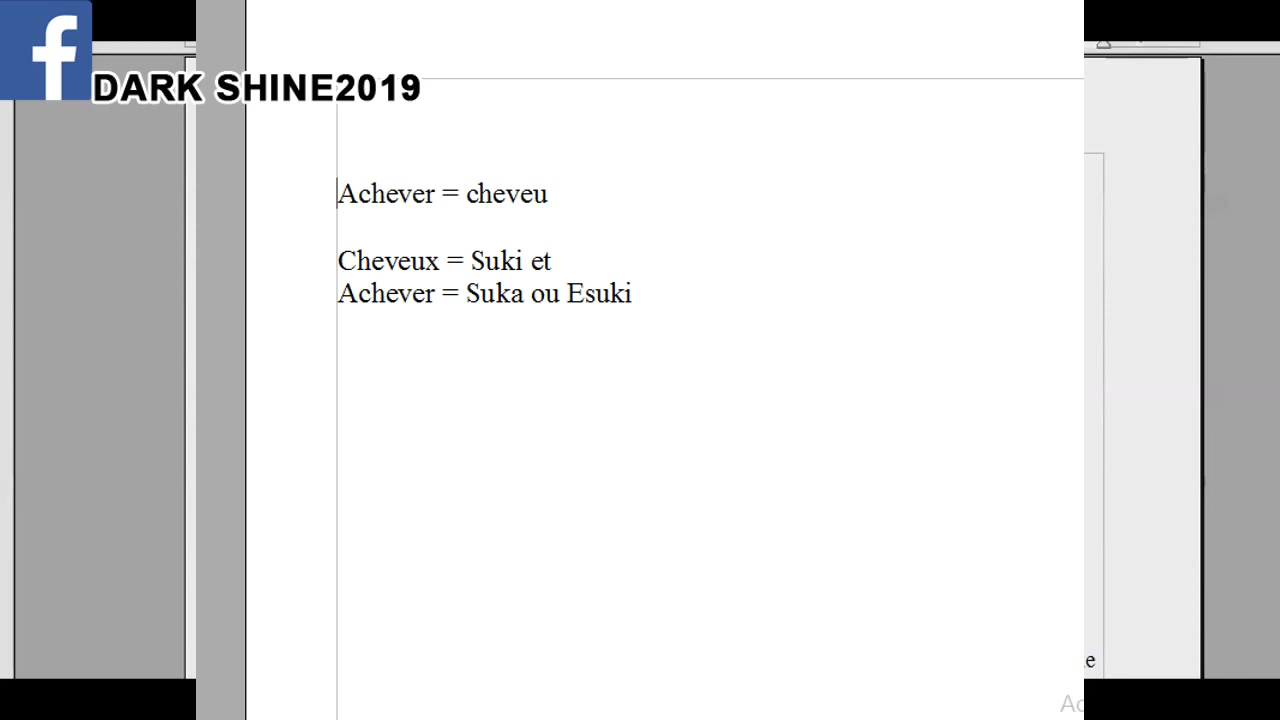 DARK SHINE2019
Achever = cheveu
Cheveux = Suki et
Achever = Suka ou Esuki